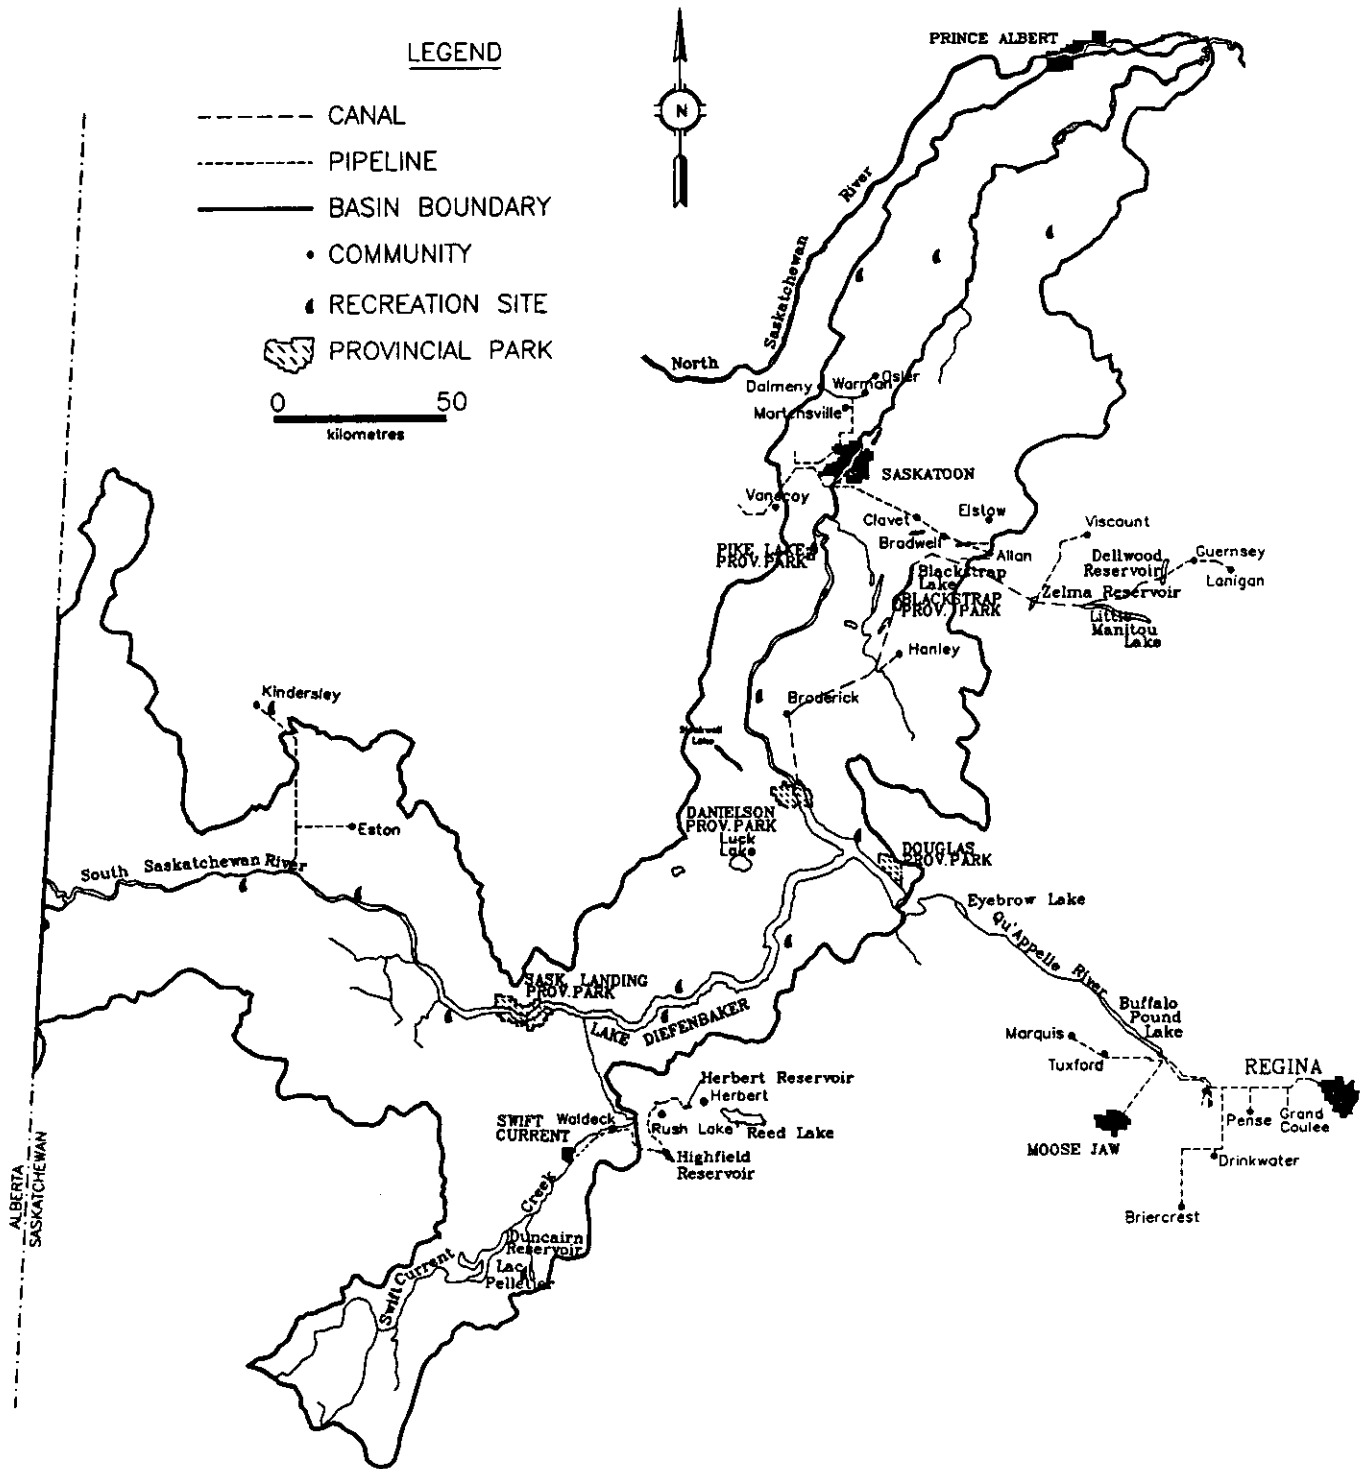 LEGEND
CANAL
PIPELINE
BASIN BOUNDARY
COMMUNITY
RECREATION SITE
PROVINCIAL PARK
0 50
kilometres
N
PRINCE ALBERT
North Saskatchewan River
Dalmeny
Warman
Osler
Martensville
SASKATOON
Vanscoy
Clavet
Elstow
Bradwell
Allan
Viscount
Dellwood
Reservoir
Guernsey
Lanigan
PIKE LAKE
PROV. PARK
Blackstrap
Lake
BLACKSTRAP
PROV. PARK
Zelma Reservoir
Little
Manitou
Lake
Hanley
Broderick
Kindersley
Lake
Eston
DANIELSON
PROV. PARK
Luck
Lake
DOUGLAS
PROV. PARK
South Saskatchewan River
Eyebrow Lake
Qu'Appelle River
SASK. LANDING
PROV. PARK
LAKE DIEFENBAKER
Buffalo
Pound
Lake
Marquis
Tuxford
REGINA
Herbert Reservoir
Herbert
SWIFT
CURRENT
Waldeck
Rush Lake
Reed Lake
Highfield
Reservoir
MOOSE JAW
Pense
Grand
Coulee
Drinkwater
Briercrest
ALBERTA
SASKATCHEWAN
Swift Current Creek
Duncairn
Reservoir
Lac
Pelletier